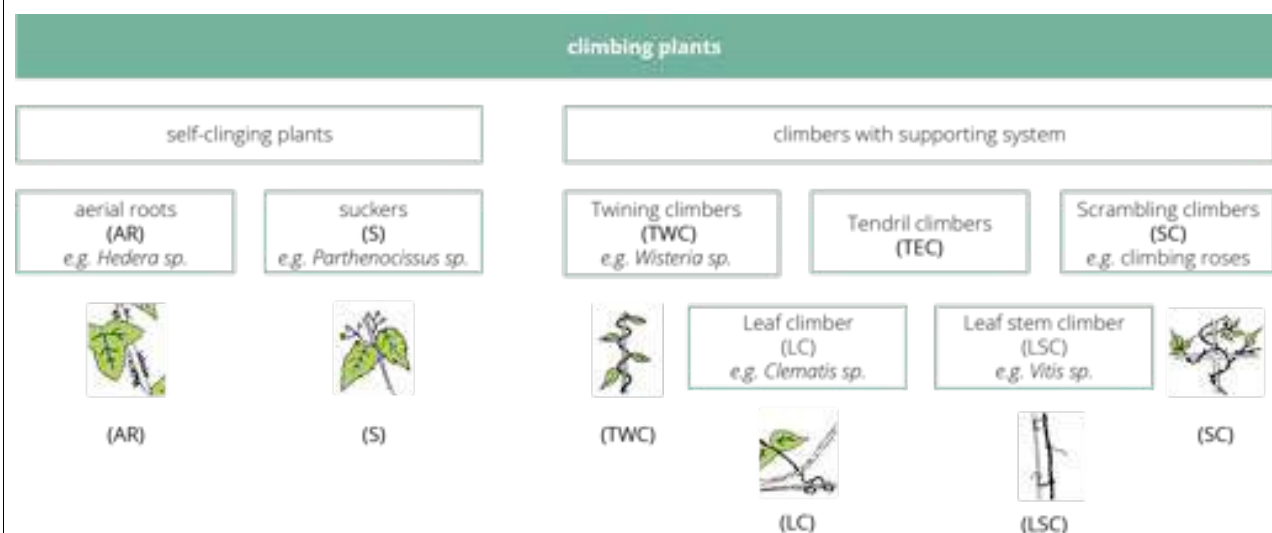 climbing plants
self-clinging plants
climbers with supporting system
aerial roots
(AR)
e.g. Hedera sp.
suckers
(S)
e.g. Parthenocissus sp.
Twining climbers
(TWC)
e.g. Wisteria sp.
Tendril climbers
(TEC)
Scrambling climbers
(SC)
e.g. climbing roses
Leaf climber
(LC)
e.g. Clematis sp.
Leaf stem climber
(LSC)
e.g. Vitis sp.
(AR)
(S)
(TWC)
(SC)
(LC)
(LSC)